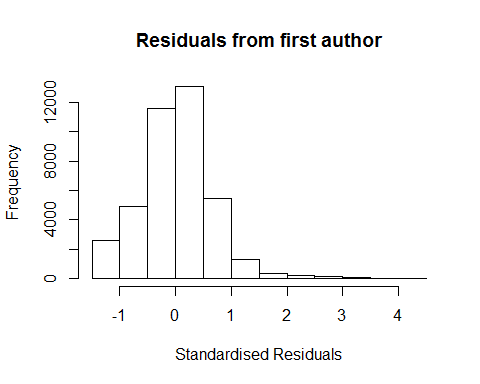 Residuals from first author
Frequency
12000
8000
4000
0
-1 0 1 2 3 4
Standardised Residuals